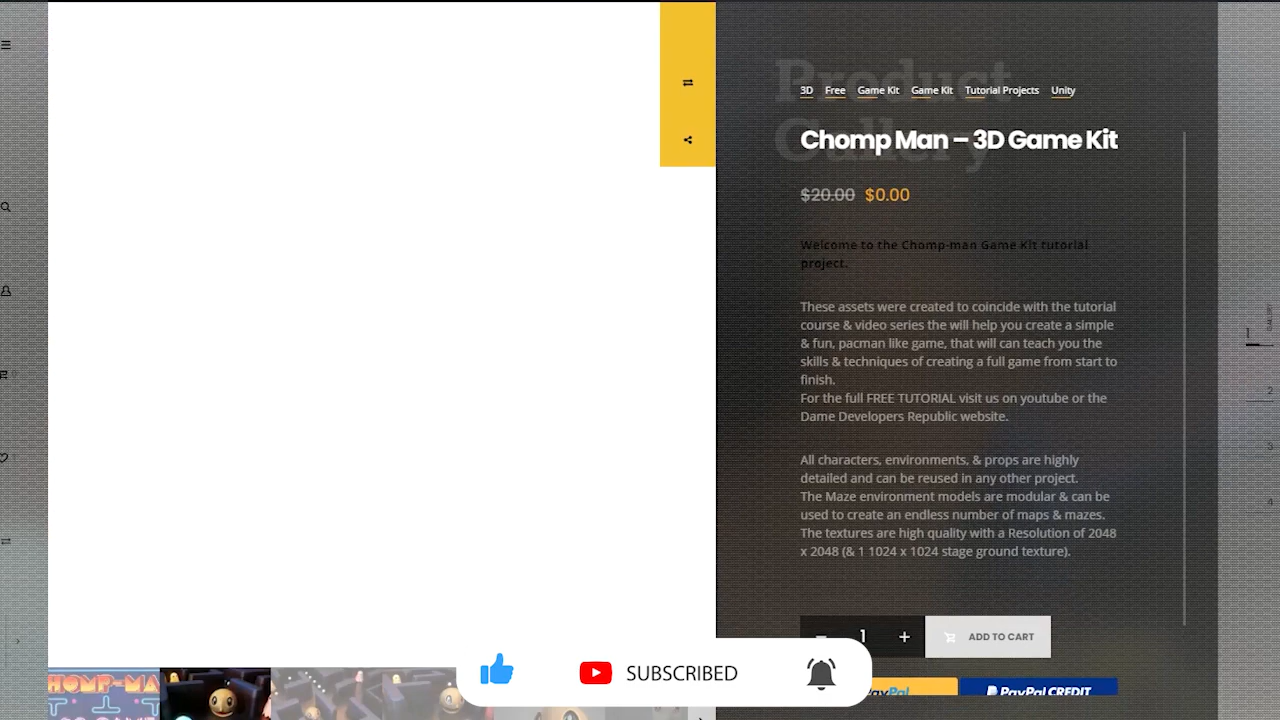 Product
Gallery
3D Free Game Kit Game Kit Tutorial Projects Unity
Chomp Man – 3D Game Kit
$20.00 $0.00
Welcome to the Chomp-man Game Kit tutorial
project.
These assets were created to coincide with the tutorial
course & video series the will help you create a simple
& fun, pacman like game, that will can teach you the
skills & techniques of creating a full game from start to
finish.
For the full FREE TUTORIAL visit us on youtube or the
Dame Developers Republic website.
All characters, environments, & props are highly
detailed and can be reused in any other project.
The Maze environment models are modular & can be
used to create an endless number of maps & mazes.
The textures are high quality with a Resolution of 2048
x 2048 (& 1 1024 x 1024 stage ground texture).
1 +
ADD TO CART
PayPal
PayPal CREDIT
SUBSCRIBED
1
2
3
4